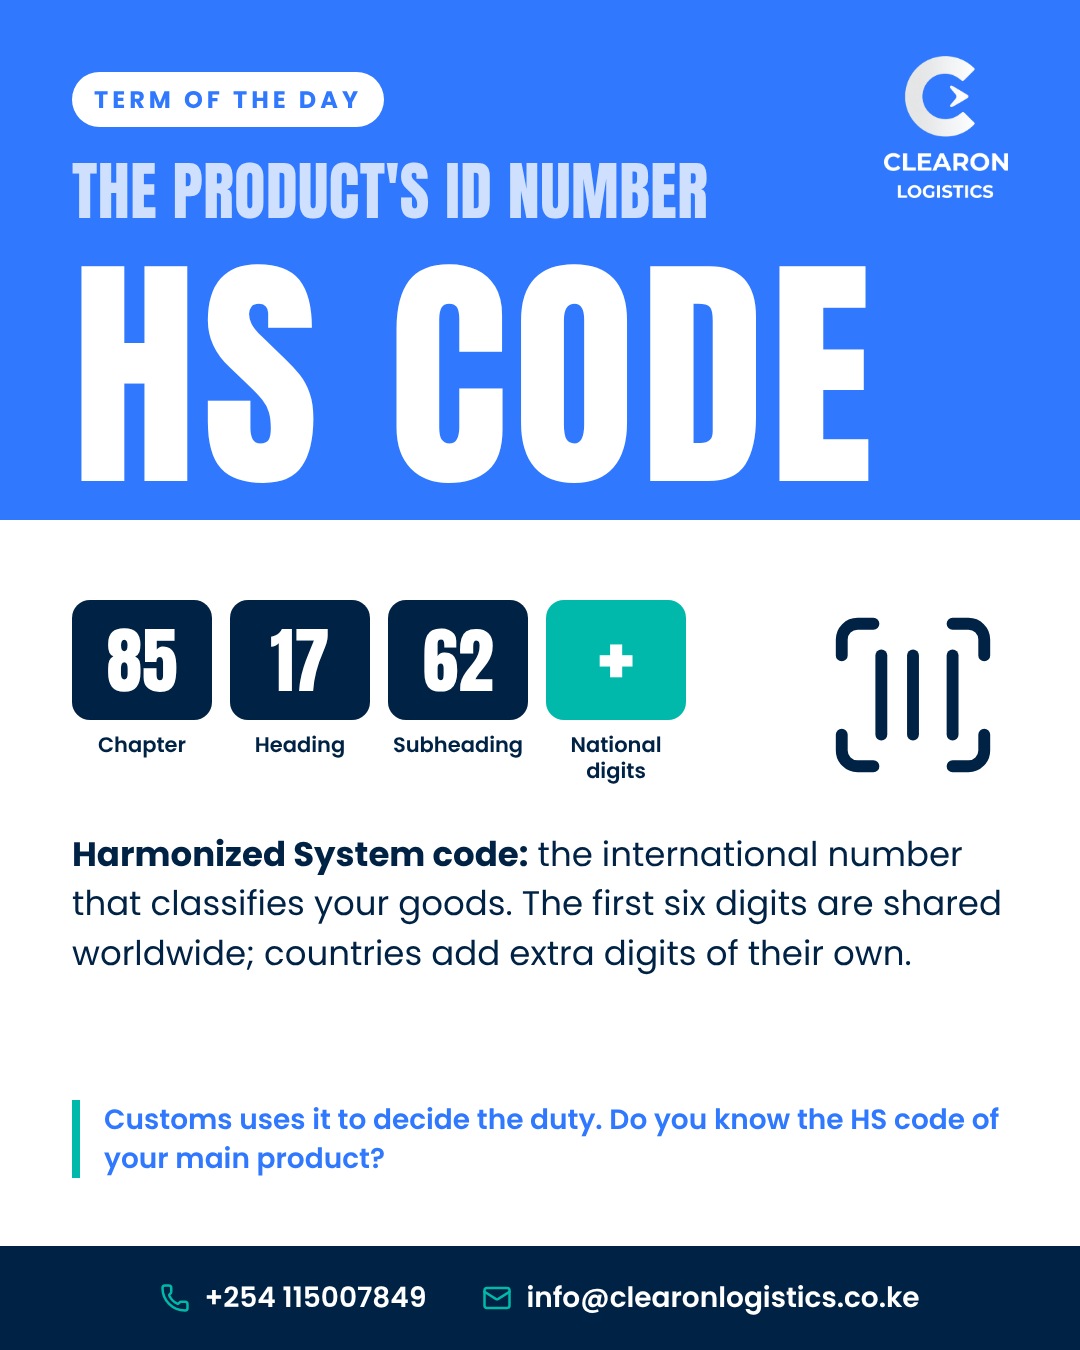 TERM OF THE DAY
CLEARON
LOGISTICS
THE PRODUCT'S ID NUMBER
HS CODE
85 17 62 +
Chapter Heading Subheading National
digits
Harmonized System code: the international number
that classifies your goods. The first six digits are shared
worldwide; countries add extra digits of their own.
Customs uses it to decide the duty. Do you know the HS code of
your main product?
+254 115007849 info@clearonlogistics.co.ke